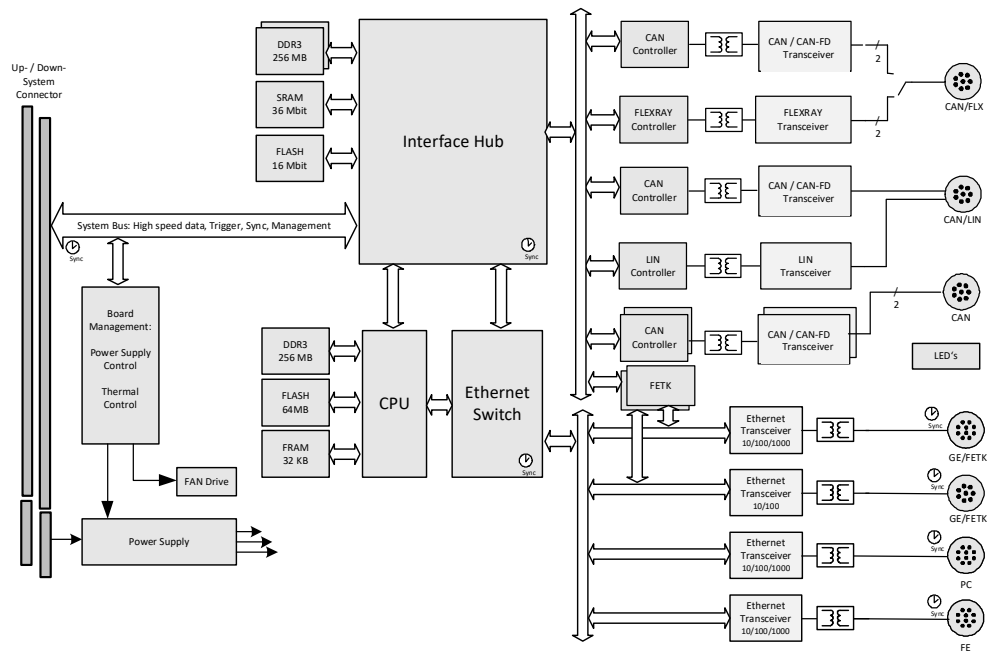 Up- / Down-
System
Connector
DDR3
256 MB
SRAM
36 Mbit
FLASH
16 Mbit
Interface Hub
Sync
System Bus: High speed data, Trigger, Sync, Management
Sync
Board
Management:
Power Supply
Control
Thermal
Control
FAN Drive
Power Supply
DDR3
256 MB
FLASH
64MB
FRAM
32 KB
CPU
Ethernet
Switch
Sync
CAN
Controller
CAN / CAN-FD
Transceiver
2
FLEXRAY
Controller
FLEXRAY
Transceiver
2
CAN/FLX
CAN
Controller
CAN / CAN-FD
Transceiver
CAN/LIN
LIN
Controller
LIN
Transceiver
CAN
Controller
CAN / CAN-FD
Transceiver
2
CAN
LED's
FETK
Ethernet
Transceiver
10/100/1000
Sync
GE/FETK
Ethernet
Transceiver
10/100
Sync
GE/FETK
Ethernet
Transceiver
10/100/1000
Sync
PC
Ethernet
Transceiver
10/100/1000
Sync
FE